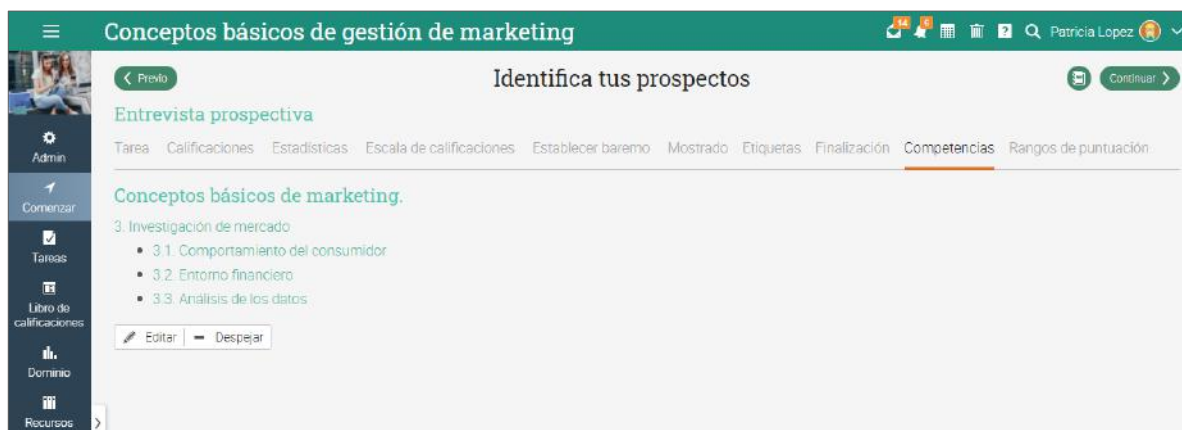 Conceptos básicos de gestión de marketing
14
Patricia Lopez
Previo
Identifica tus prospectos
Continuar
Entrevista prospectiva
Tarea Calificaciones Estadísticas Escala de calificaciones Establecer baremo Mostrado Etiquetas Finalización Competencias Rangos de puntuación
Admin
Comenzar
Tareas
Libro de
calificaciones
Dominio
Recursos
Conceptos básicos de marketing.
3. Investigación de mercado
3.1. Comportamiento del consumidor
3.2. Entorno financiero
3.3. Análisis de los datos
Editar
Despejar